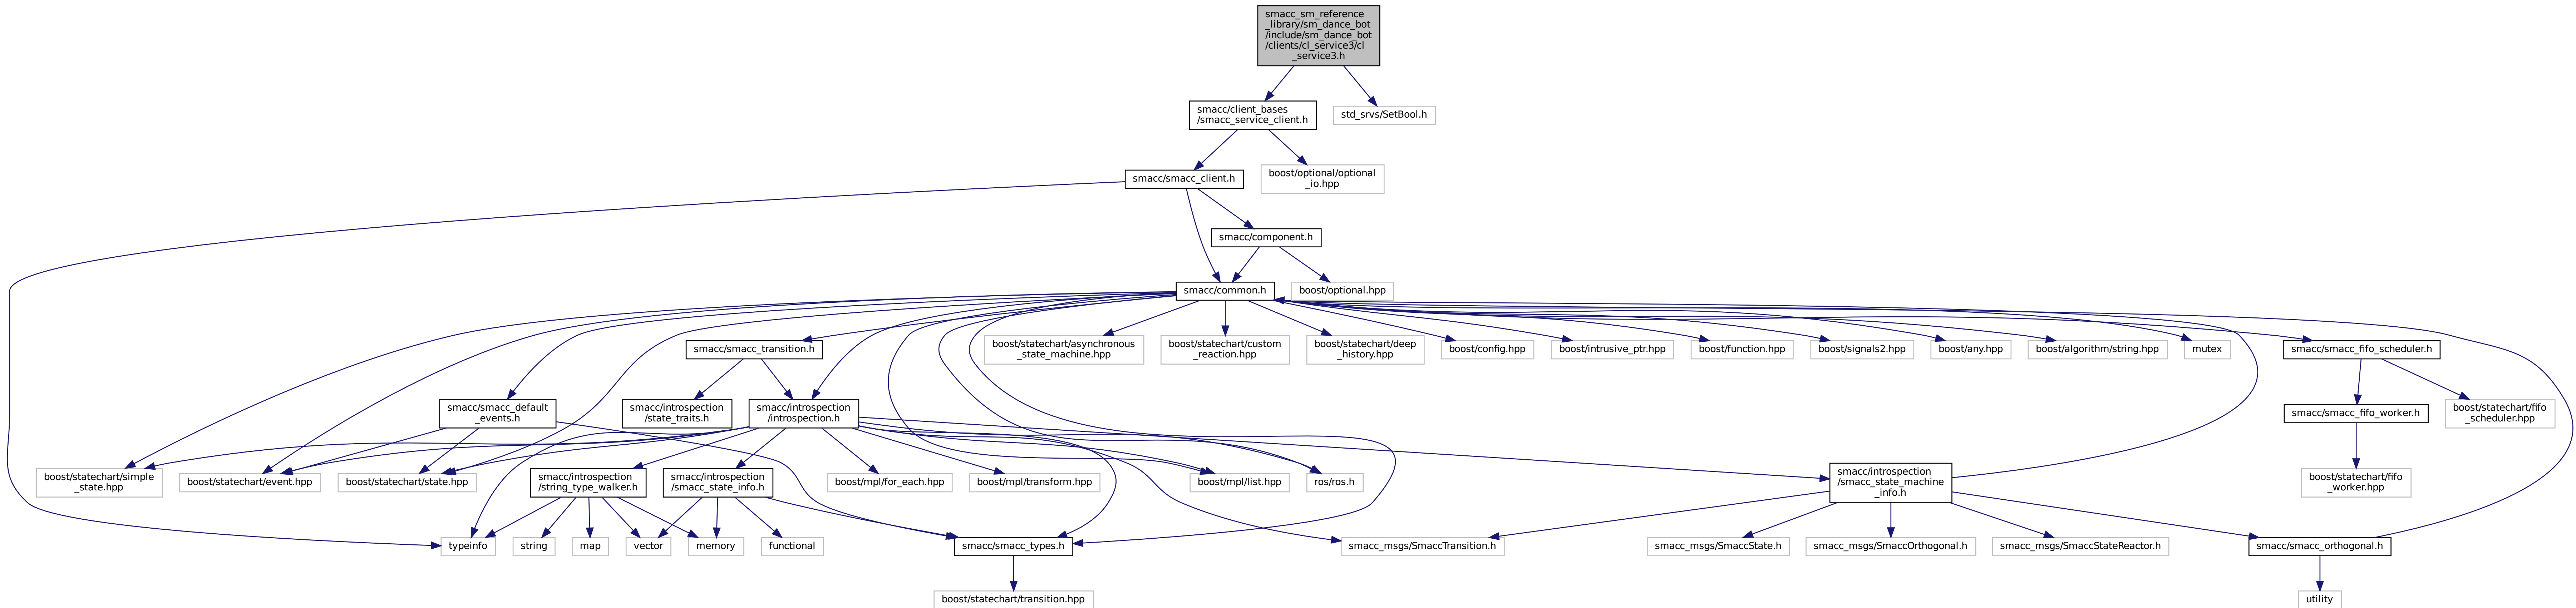 smacc_sm_reference
_library/sm_dance_bot
/include/sm_dance_bot
/clients/cl_service3/cl
_service3.h
smacc/client_bases
/smacc_service_client.h
std_srvs/SetBool.h
smacc/smacc_client.h
boost/optional/optional
_io.hpp
smacc/component.h
smacc/common.h
boost/optional.hpp
smacc/smacc_transition.h
boost/statechart/asynchronous
_state_machine.hpp
boost/statechart/custom
_reaction.hpp
boost/statechart/deep
_history.hpp
boost/config.hpp
boost/intrusive_ptr.hpp
boost/function.hpp
boost/signals2.hpp
boost/any.hpp
boost/algorithm/string.hpp
mutex
smacc/smacc_fifo_scheduler.h
smacc/smacc_default
_events.h
smacc/introspection
/state_traits.h
smacc/introspection
/introspection.h
smacc/smacc_fifo_worker.h
boost/statechart/fifo
_scheduler.hpp
boost/statechart/simple
_state.hpp
boost/statechart/event.hpp
boost/statechart/state.hpp
smacc/introspection
/string_type_walker.h
smacc/introspection
/smacc_state_info.h
boost/mpl/for_each.hpp
boost/mpl/transform.hpp
boost/mpl/list.hpp
ros/ros.h
smacc/introspection
/smacc_state_machine
_info.h
boost/statechart/fifo
_worker.hpp
typeinfo
string
map
vector
memory
functional
smacc/smacc_types.h
smacc_msgs/SmaccTransition.h
smacc_msgs/SmaccState.h
smacc_msgs/SmaccOrthogonal.h
smacc_msgs/SmaccStateReactor.h
smacc/smacc_orthogonal.h
boost/statechart/transition.hpp
utility